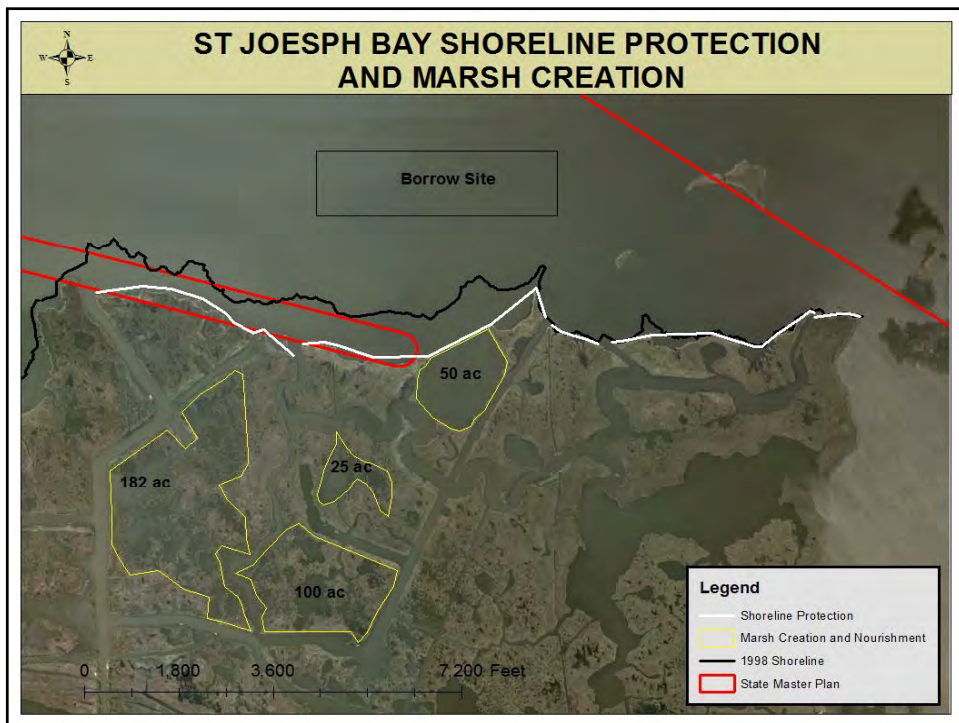 ST JOESPH BAY SHORELINE PROTECTION
AND MARSH CREATION
N
W E
S
Borrow Site
50 ac
25 ac
182 ac
100 ac
0 1,800 3,600 7,200 Feet
Legend
Shoreline Protection
Marsh Creation and Nourishment
1998 Shoreline
State Master Plan